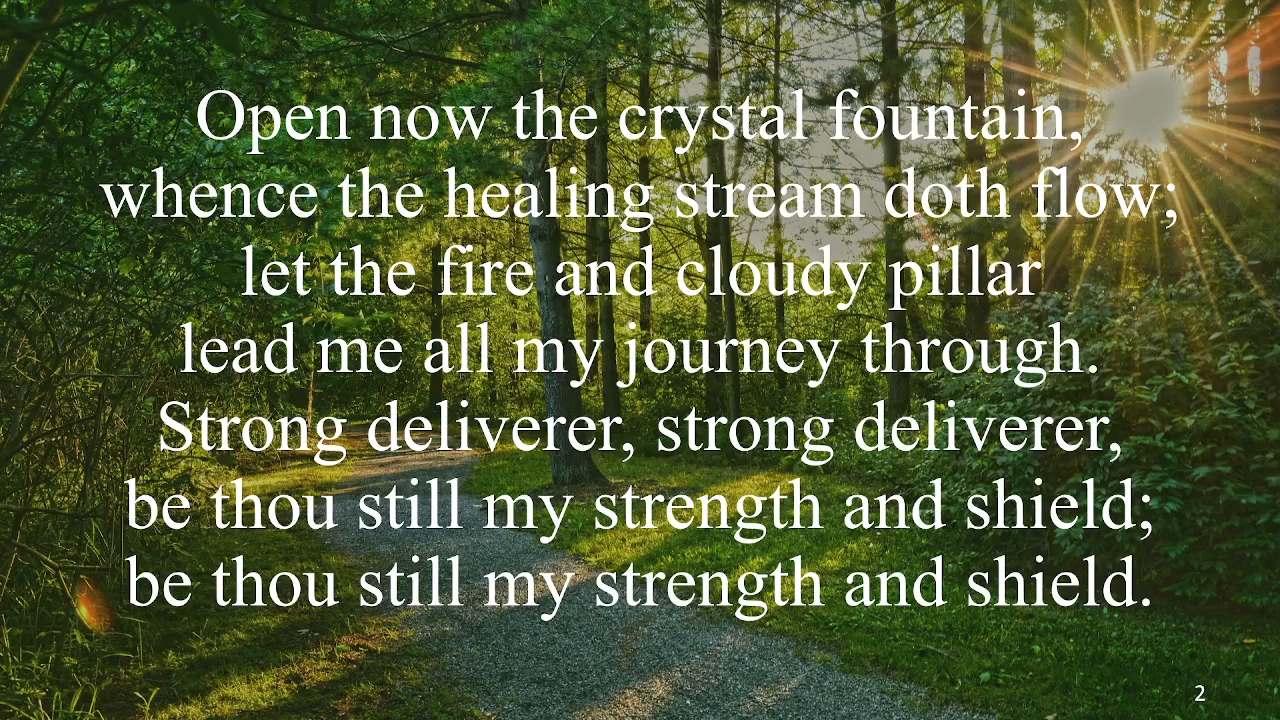 Open now the crystal fountain,
whence the healing stream doth flow;
let the fire and cloudy pillar
lead me all my journey through.
Strong deliverer, strong deliverer,
be thou still my strength and shield;
be thou still my strength and shield.
2